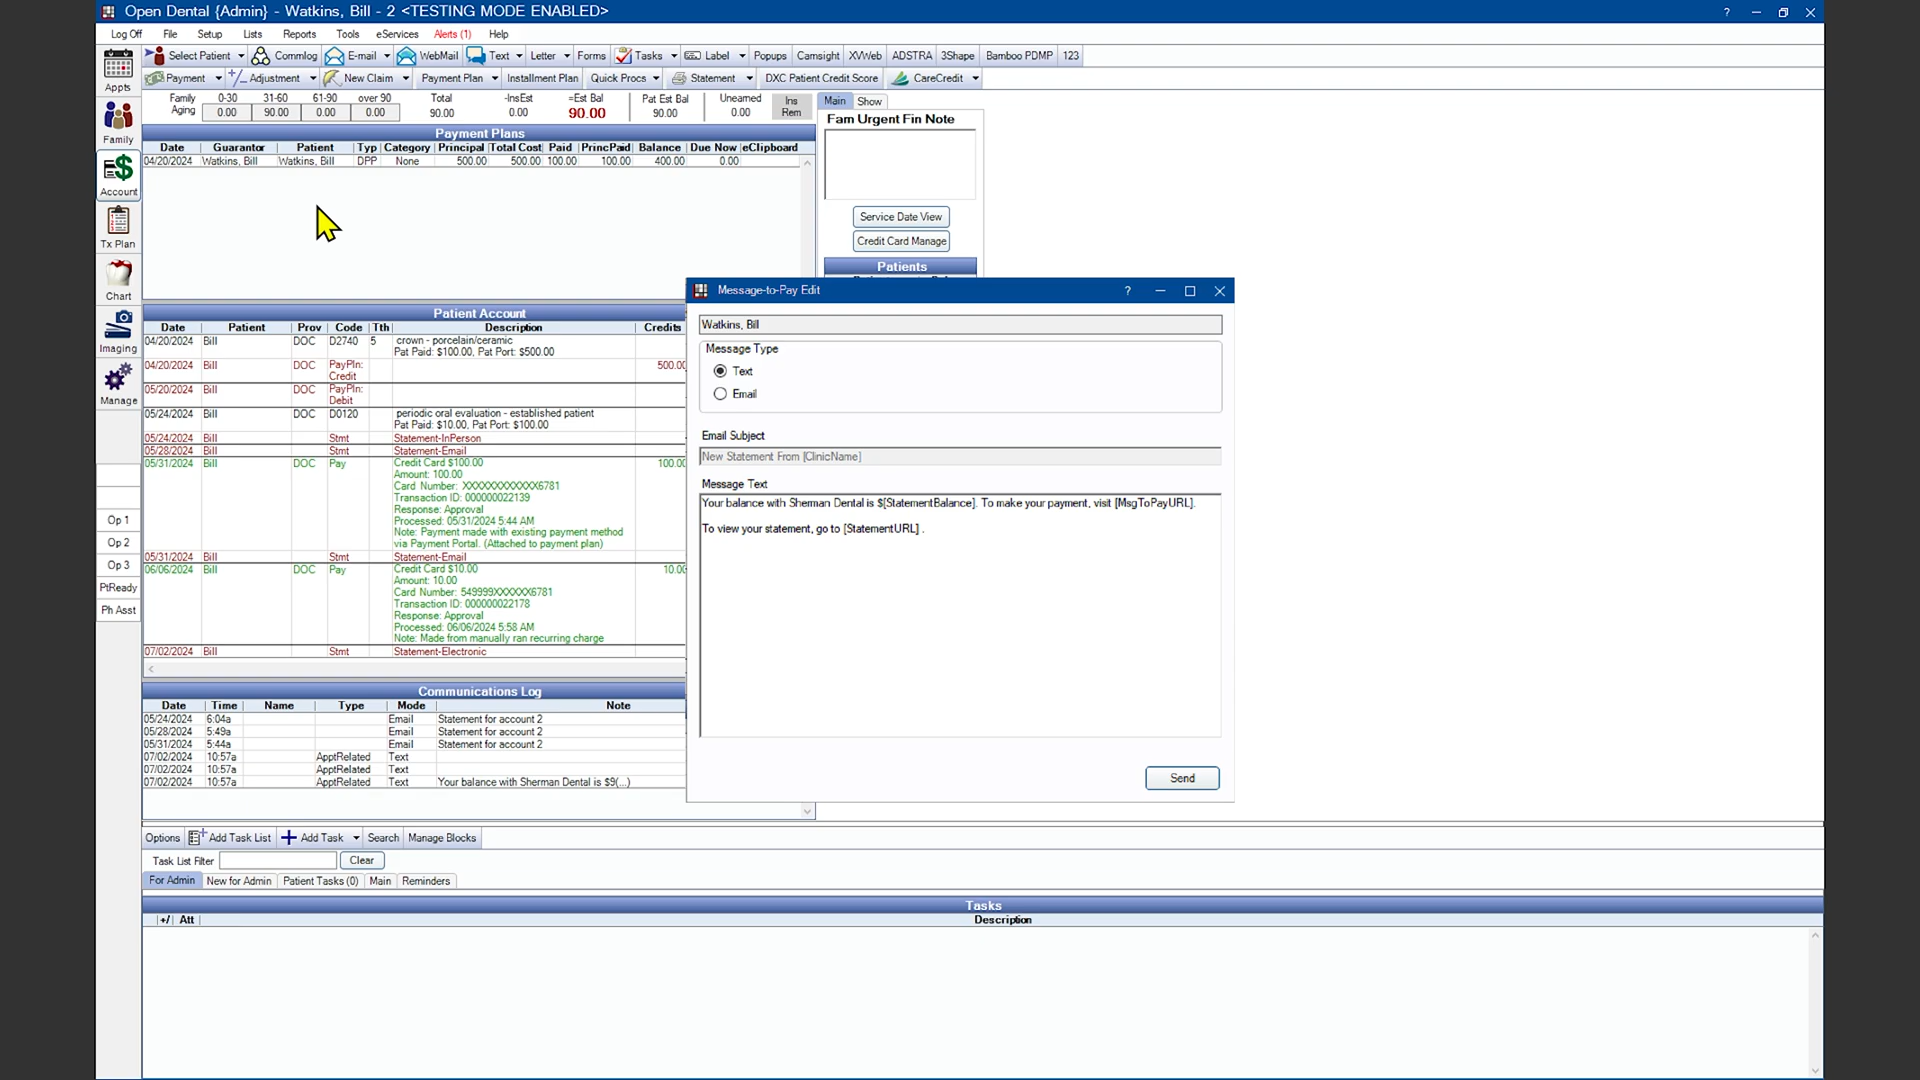 Open Dental {Admin} - Watkins, Bill - 2 <TESTING MODE ENABLED>
Log Off File Setup Lists Reports Tools eServices Alerts (1) Help
Select Patient Commlog E-mail WebMail Text Letter Forms Tasks Label Popups Camsight XVWeb ADSTRA 3Shape Bamboo PDMP 123
Payment Adjustment New Claim Payment Plan Installment Plan Quick Procs Statement DXC Patient Credit Score CareCredit
Appts
Family
Account
Tx Plan
Chart
Imaging
Manage
Op 1
Op 2
Op 3
PtReady
Ph Asst
Family Aging 0-30 31-60 61-90 over 90 Total -InsEst =Est Bal Pat Est Bal Unearned Ins Rem
0.00 90.00 0.00 0.00 90.00 0.00 90.00 90.00 0.00
Main Show
Fam Urgent Fin Note
Service Date View
Credit Card Manage
Patients
Payment Plans
Date Guarantor Patient Typ Category Principal Total Cost Paid PrincPaid Balance Due Now eClipboard
04/20/2024 Watkins, Bill Watkins, Bill DPP None 500.00 500.00 100.00 100.00 400.00 0.00
Patient Account
Date Patient Prov Code Tth Description Credits
04/20/2024 Bill DOC D2740 5 crown - porcelain/ceramic
Pat Paid: $100.00, Pat Port: $500.00
04/20/2024 Bill DOC PayPln: 500.00
Credit
05/20/2024 Bill DOC PayPln:
Debit
05/24/2024 Bill DOC D0120 periodic oral evaluation - established patient
Pat Paid: $10.00, Pat Port: $100.00
05/24/2024 Bill Stmt Statement-InPerson
05/28/2024 Bill Stmt Statement-Email
05/31/2024 Bill DOC Pay Credit Card $100.00 100.00
Amount: 100.00
Card Number: XXXXXXXXXXXX6781
Transaction ID: 000000022139
Response: Approval
Processed: 05/31/2024 5:44 AM
Note: Payment made with existing payment method
via Payment Portal. (Attached to payment plan)
05/31/2024 Bill Stmt Statement-Email
06/06/2024 Bill DOC Pay Credit Card $10.00 10.00
Amount: 10.00
Card Number: 549999XXXXXX6781
Transaction ID: 000000022178
Response: Approval
Processed: 06/06/2024 5:58 AM
Note: Made from manually ran recurring charge
07/02/2024 Bill Stmt Statement-Electronic
Communications Log
Date Time Name Type Mode Note
05/24/2024 6:04a Email Statement for account 2
05/28/2024 5:49a Email Statement for account 2
05/31/2024 5:44a Email Statement for account 2
07/02/2024 10:57a ApptRelated Text
07/02/2024 10:57a ApptRelated Text
07/02/2024 10:57a ApptRelated Text Your balance with Sherman Dental is $9(...)
Message-to-Pay Edit
Watkins, Bill
Message Type
Text
Email
Email Subject
New Statement From [ClinicName]
Message Text
Your balance with Sherman Dental is $[StatementBalance]. To make your payment, visit [MsgToPayURL].
To view your statement, go to [StatementURL] .
Send
Options Add Task List Add Task Search Manage Blocks
Task List Filter Clear
For Admin New for Admin Patient Tasks (0) Main Reminders
Tasks
+/ Att Description